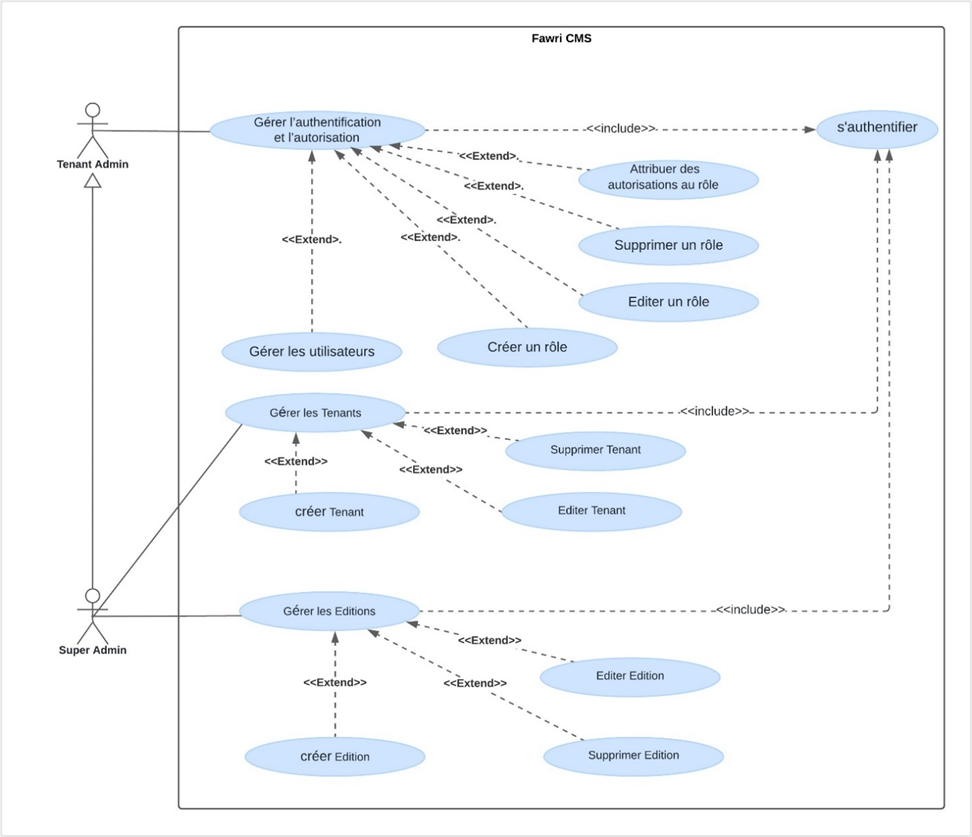 Fawri CMS
Tenant Admin
Gérer l'authentification
et l'autorisation
<<include>>
s'authentifier
<<Extend>.
Attribuer des
autorisations au rôle
<<Extend>.
Supprimer un rôle
<<Extend>.
<<Extend>.
<<Extend>.
Editer un rôle
Gérer les utilisateurs
Créer un rôle
Gérer les Tenants
<<include>>
<<Extend>>
Supprimer Tenant
<<Extend>>
<<Extend>>
créer Tenant
Editer Tenant
Super Admin
Gérer les Editions
<<include>>
<<Extend>>
Editer Edition
<<Extend>>
<<Extend>>
créer Edition
Supprimer Edition